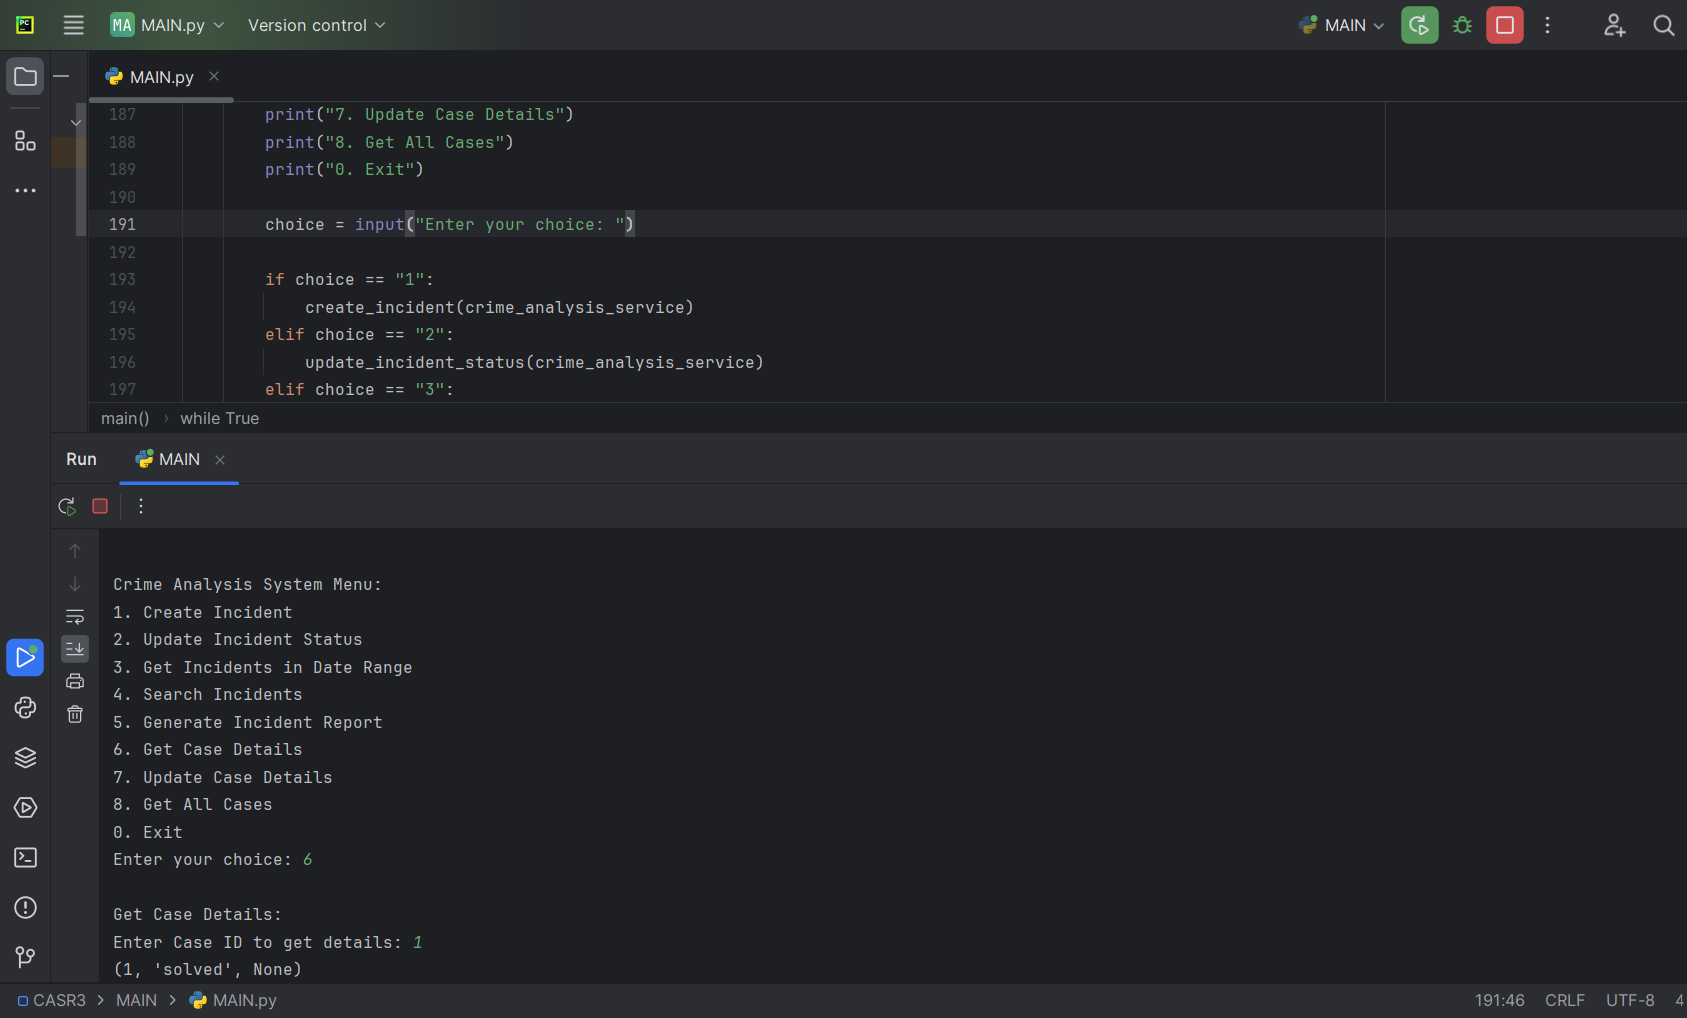 PC MA MAIN.py Version control MAIN
MAIN.py
187 print("7. Update Case Details")
188 print("8. Get All Cases")
189 print("0. Exit")
190
191 choice = input("Enter your choice: ")
192
193 if choice == "1":
194 create_incident(crime_analysis_service)
195 elif choice == "2":
196 update_incident_status(crime_analysis_service)
197 elif choice == "3":
main() › while True
Run MAIN
Crime Analysis System Menu:
1. Create Incident
2. Update Incident Status
3. Get Incidents in Date Range
4. Search Incidents
5. Generate Incident Report
6. Get Case Details
7. Update Case Details
8. Get All Cases
0. Exit
Enter your choice: 6
Get Case Details:
Enter Case ID to get details: 1
(1, 'solved', None)
CASR3 > MAIN > MAIN.py 191:46 CRLF UTF-8 4